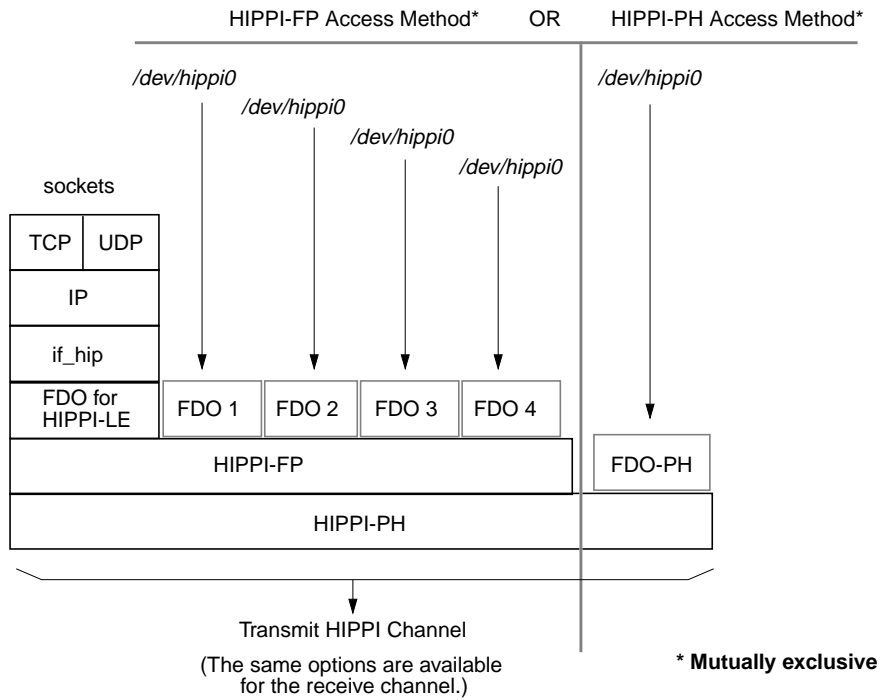 HIPPI-FP Access Method* OR HIPPI-PH Access Method*
/dev/hippi0
/dev/hippi0
/dev/hippi0
/dev/hippi0
/dev/hippi0
sockets
TCP UDP
IP
if_hip
FDO for
HIPPI-LE
FDO 1 FDO 2 FDO 3 FDO 4
HIPPI-FP
FDO-PH
HIPPI-PH
Transmit HIPPI Channel
(The same options are available
for the receive channel.)
* Mutually exclusive